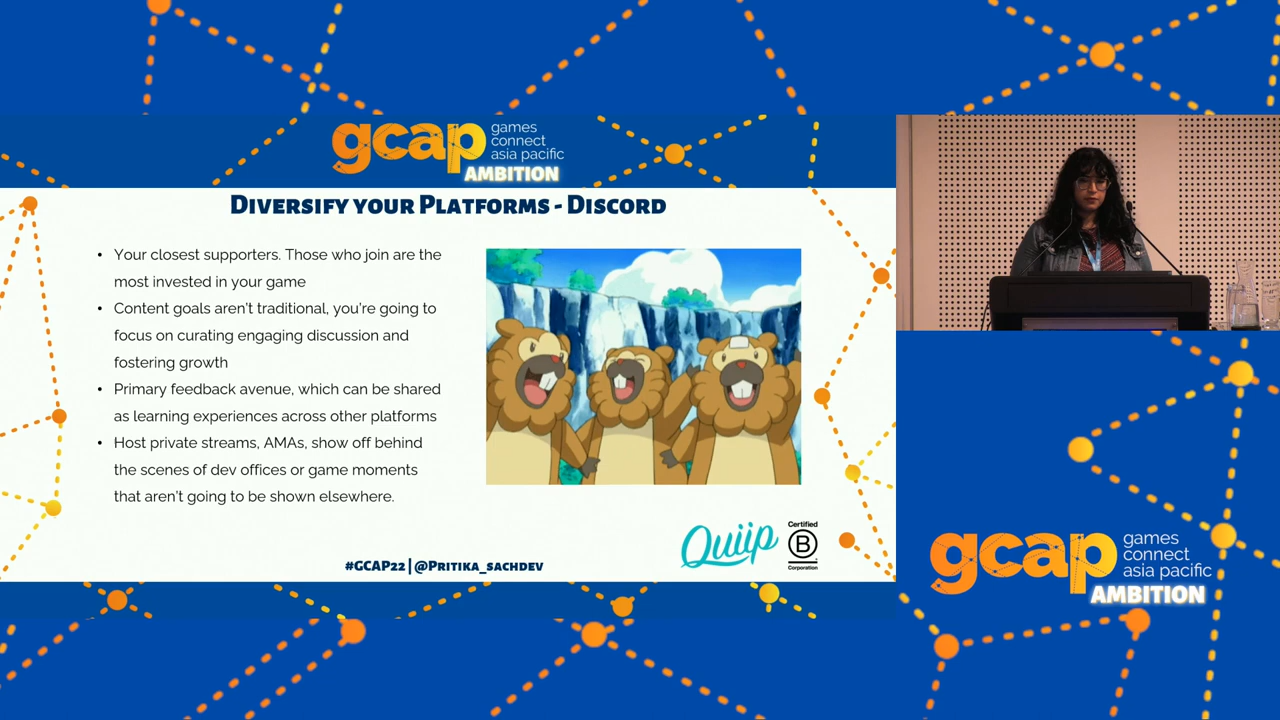 gcap games
connect
asia pacific
AMBITION
Diversify your Platforms - Discord
• Your closest supporters. Those who join are the
most invested in your game
• Content goals aren't traditional, you're going to
focus on curating engaging discussion and
fostering growth
• Primary feedback avenue, which can be shared
as learning experiences across other platforms
• Host private streams, AMAs, show off behind
the scenes of dev offices or game moments
that aren't going to be shown elsewhere.
Quiip
Certified
B
Corporation
#GCAP22 | @Pritika_sachdev
gcap games
connect
asia pacific
AMBITION